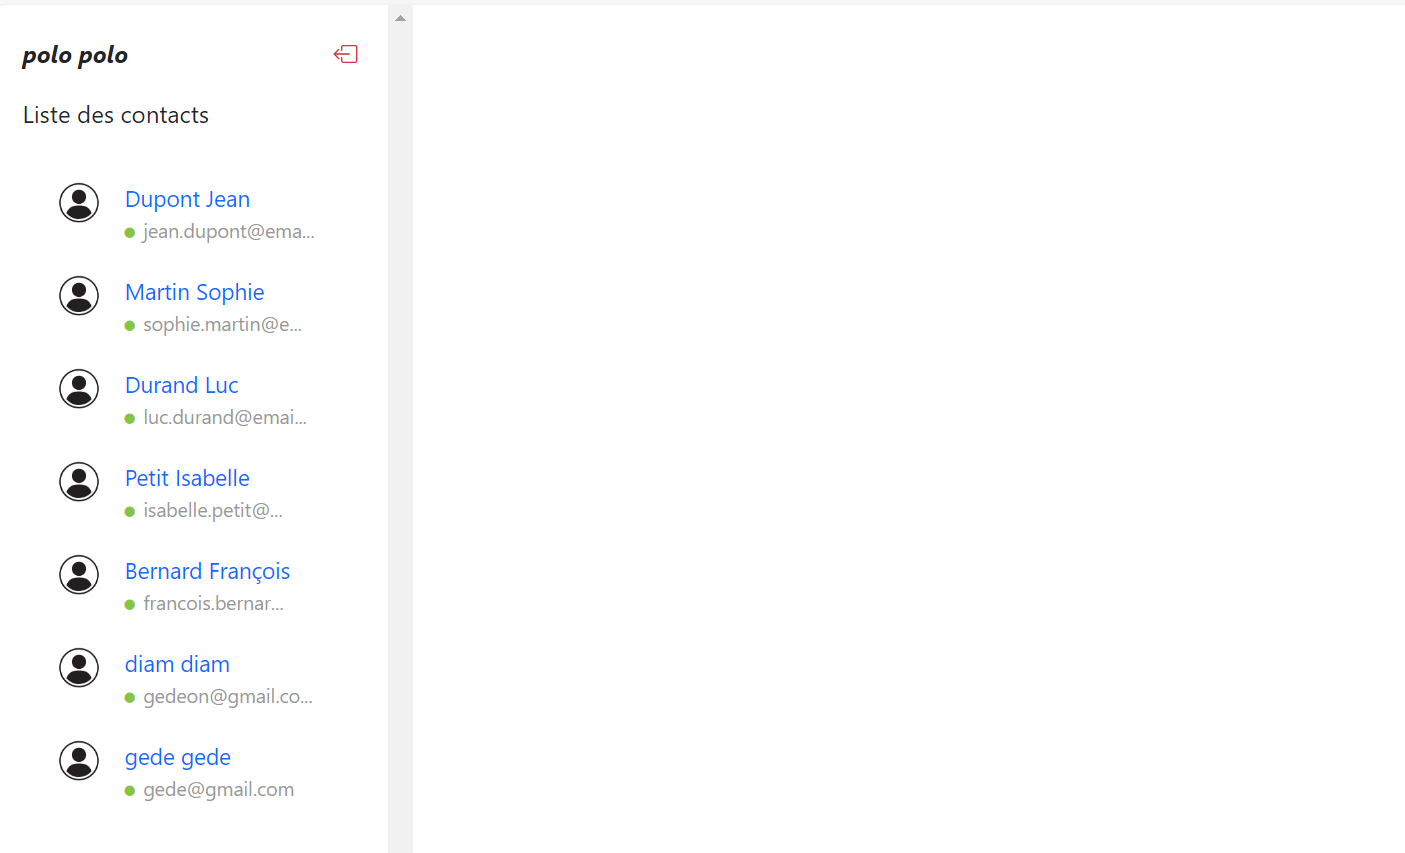 polo polo
Liste des contacts
Dupont Jean
jean.dupont@ema...
Martin Sophie
sophie.martin@e...
Durand Luc
luc.durand@emai...
Petit Isabelle
isabelle.petit@...
Bernard François
francois.bernar...
diam diam
gedeon@gmail.co...
gede gede
gede@gmail.com